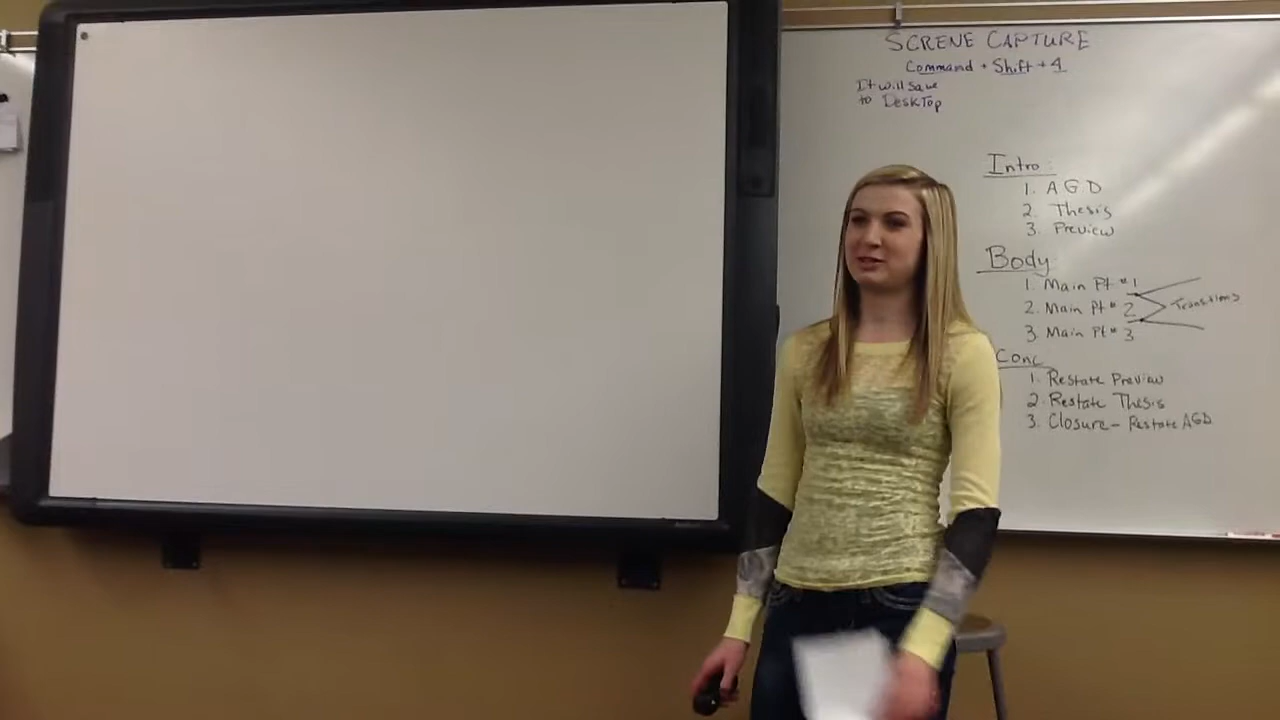 SCRENE CAPTURE
Command + Shift + 4
It will save
to DeskTop
Intro:
1. AGD
2. Thesis
3. Preview
Body
1. Main Pt #1
2. Main Pt # 2
Transitions
3. Main Pt # 3
Conc
1. Restate Preview
2. Restate Thesis
3. Closure - Restate AGD